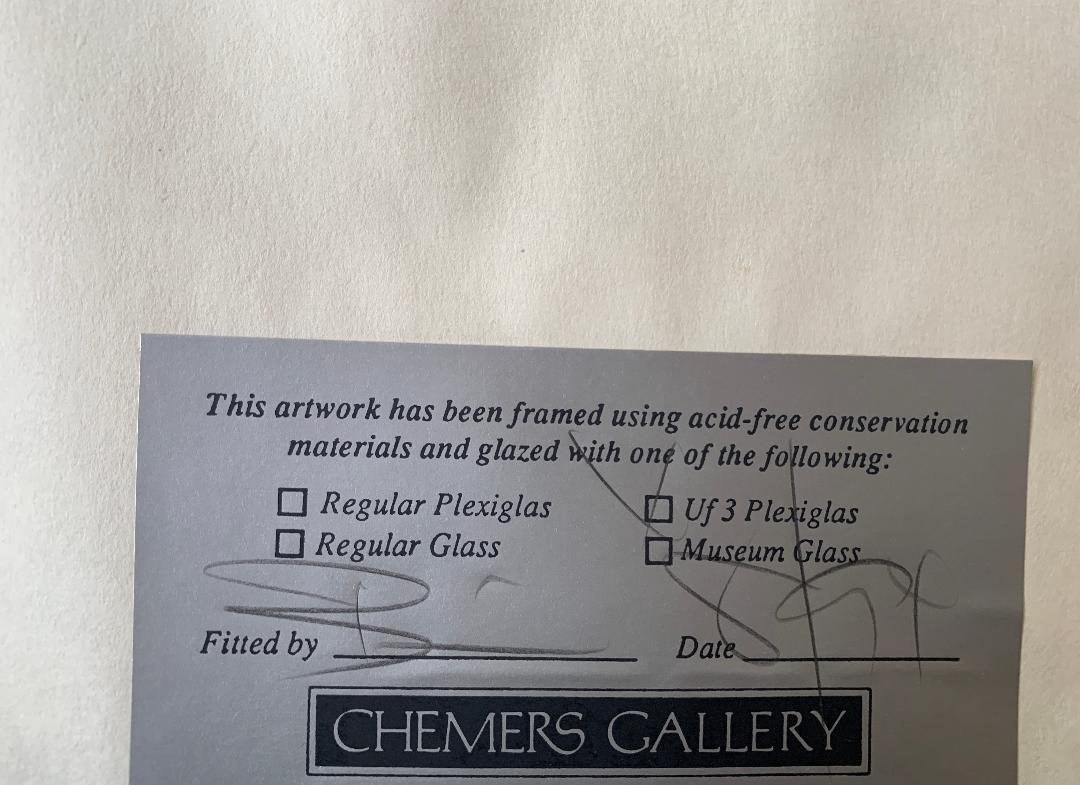 This artwork has been framed using acid-free conservation
materials and glazed with one of the following:
☐ Regular Plexiglas ☐ Uf 3 Plexiglas
☐ Regular Glass ☐ Museum Glass
Fitted by Date
CHEMERS GALLERY